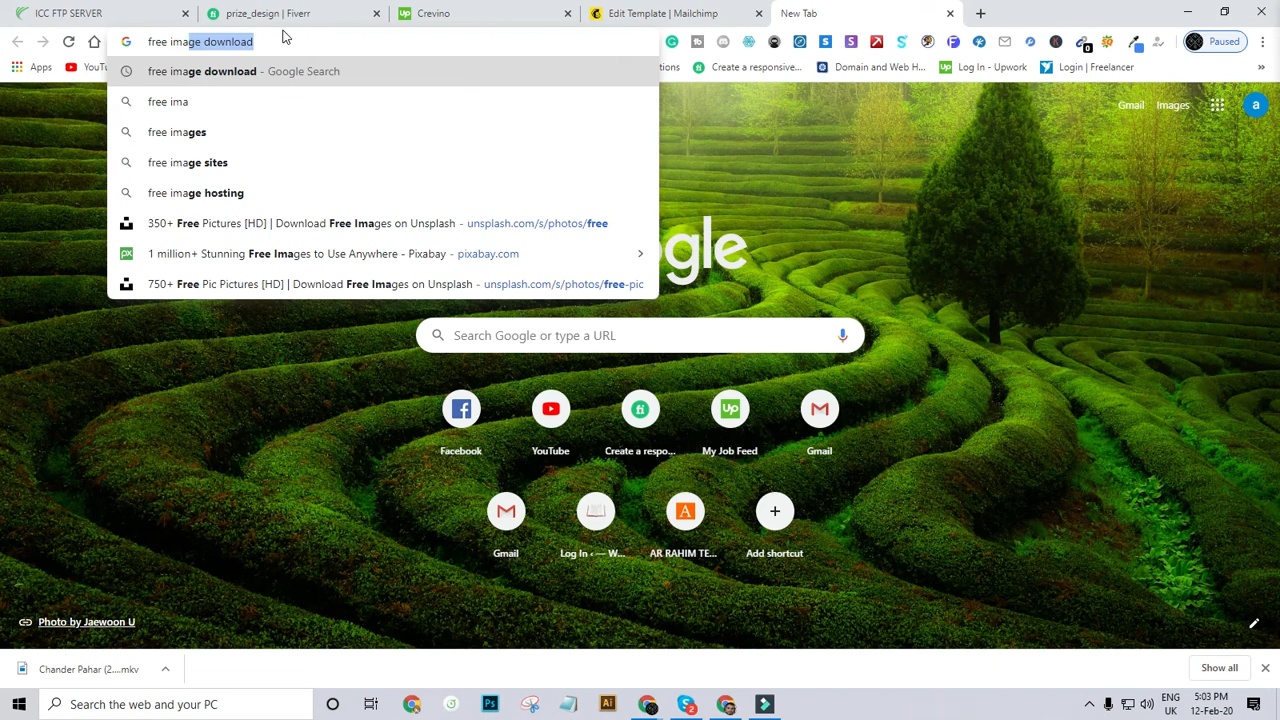 ICC FTP SERVER
prize_design | Fiverr
Crevino
Edit Template | Mailchimp
New Tab
free image download
Paused
Apps
YouTu
ions
Create a responsive...
Domain and Web H...
Log In - Upwork
Login | Freelancer
free image download - Google Search
free ima
free images
free image sites
free image hosting
350+ Free Pictures [HD] | Download Free Images on Unsplash - unsplash.com/s/photos/free
1 million+ Stunning Free Images to Use Anywhere - Pixabay - pixabay.com
750+ Free Pic Pictures [HD] | Download Free Images on Unsplash - unsplash.com/s/photos/free-pic
Gmail
Images
a
ogle
Search Google or type a URL
Facebook
YouTube
Create a respo...
My Job Feed
Gmail
Gmail
Log In ‹ — W...
AR RAHIM TE...
Add shortcut
Photo by Jaewoon U
Chander Pahar (2....mkv
Show all
Search the web and your PC
ENG
UK
5:03 PM
12-Feb-20